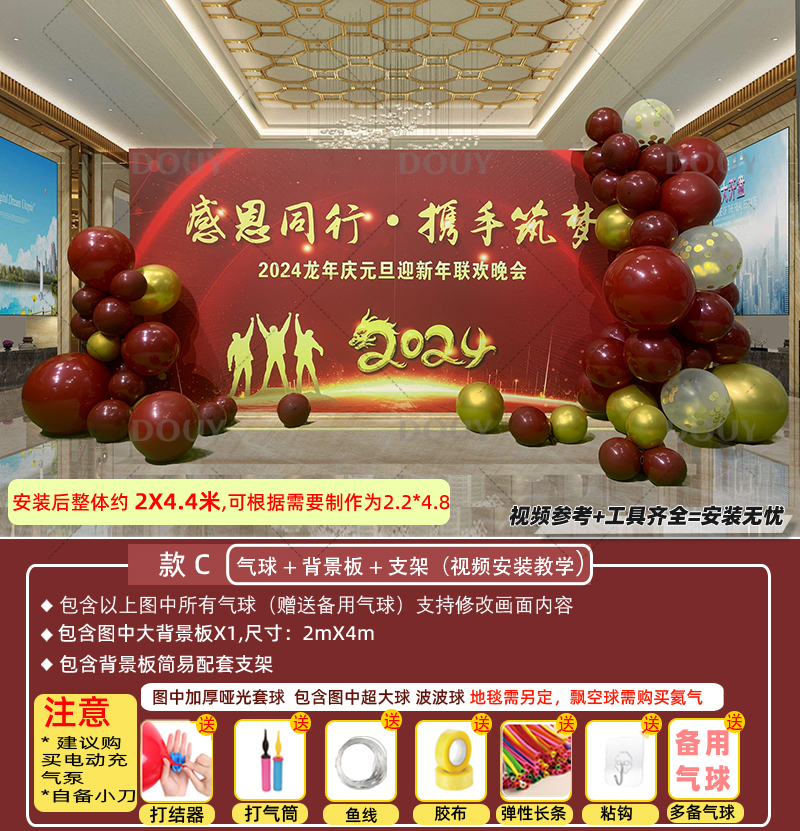 DOUY
DOUY
感恩同行·携手筑梦
2024龙年庆元旦迎新年联欢晚会
2024
DOUY
DOUY
安装后整体约 2X4.4米,可根据需要制作为2.2*4.8
视频参考+工具齐全=安装无忧
款 C 气球 + 背景板 + 支架（视频安装教学）
◆ 包含以上图中所有气球（赠送备用气球）支持修改画面内容
◆ 包含图中大背景板X1,尺寸：2mX4m
◆ 包含背景板简易配套支架
图中加厚哑光套球 包含图中超大球 波波球 地毯需另定，飘空球需购买氦气
注意
* 建议购
买电动充
气泵
*自备小刀
送 送 送 送 送 送 送
备用
气球
打结器 打气筒 鱼线 胶布 弹性长条 粘钩 多备气球